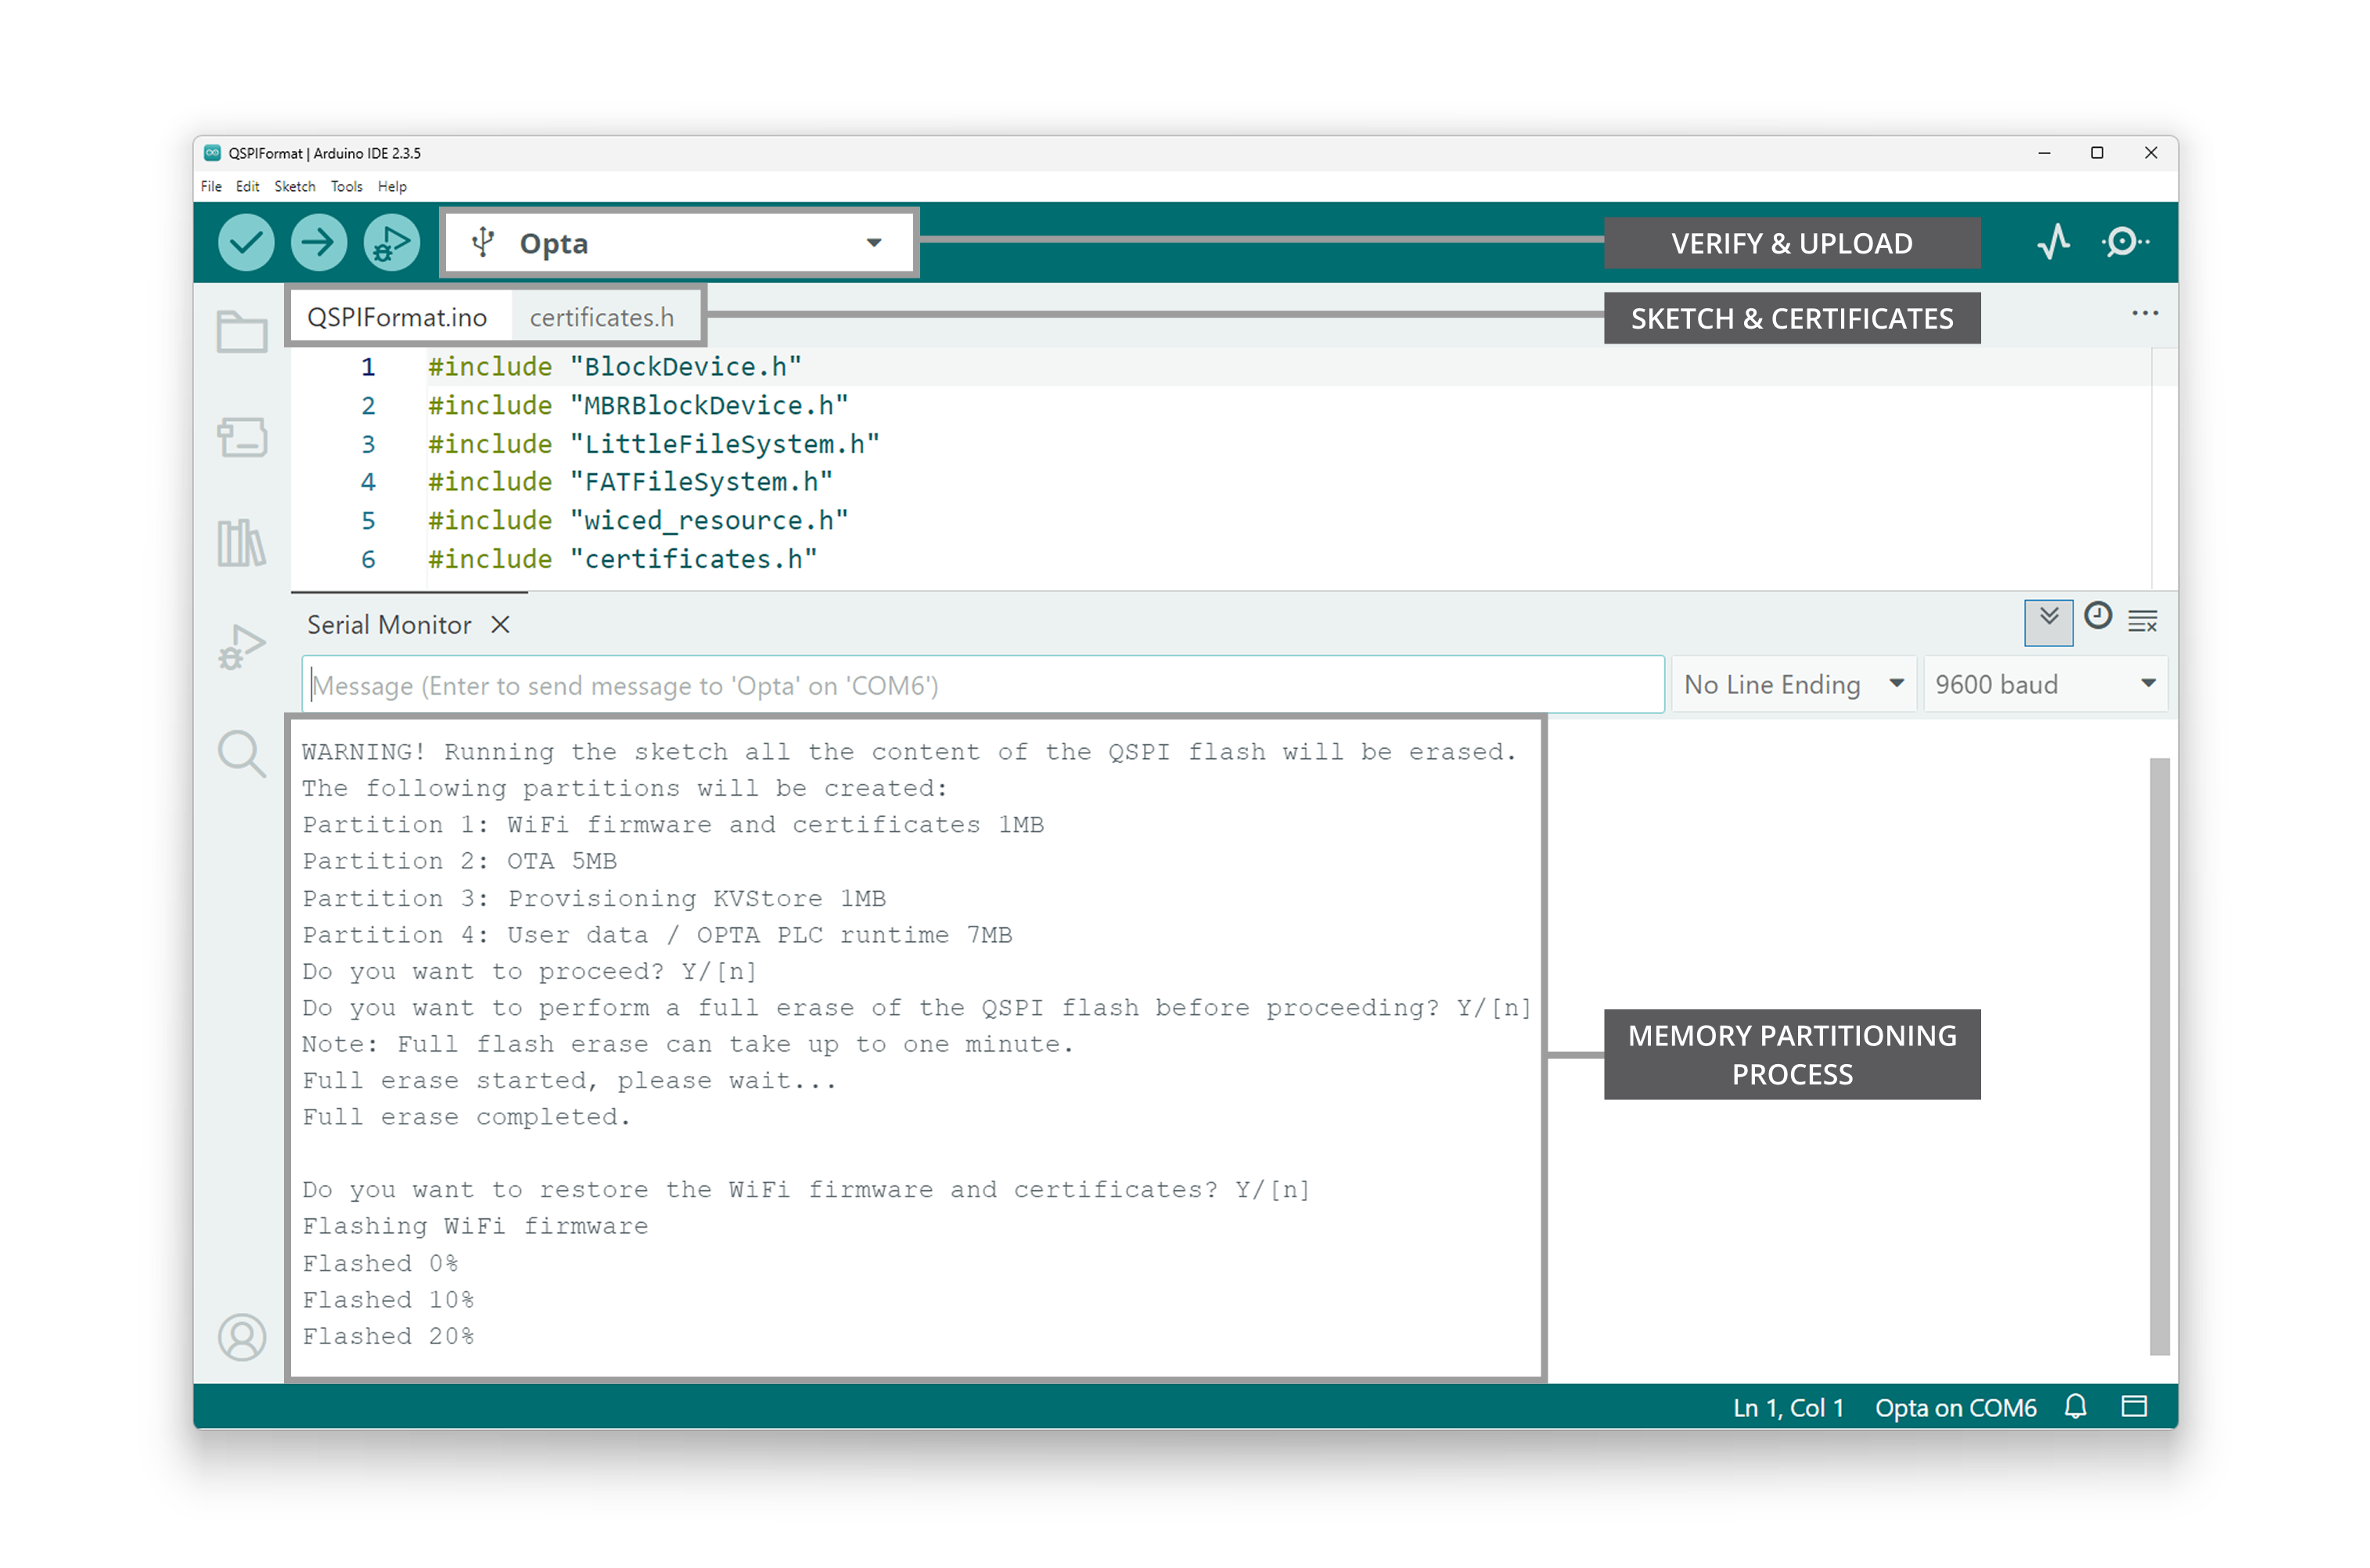 QSPIFormat | Arduino IDE 2.3.5
File Edit Sketch Tools Help
Opta
VERIFY & UPLOAD
QSPIFormat.ino certificates.h
SKETCH & CERTIFICATES
1 #include "BlockDevice.h"
2 #include "MBRBlockDevice.h"
3 #include "LittleFileSystem.h"
4 #include "FATFileSystem.h"
5 #include "wiced_resource.h"
6 #include "certificates.h"
Serial Monitor
Message (Enter to send message to 'Opta' on 'COM6')
No Line Ending
9600 baud
WARNING! Running the sketch all the content of the QSPI flash will be erased.
The following partitions will be created:
Partition 1: WiFi firmware and certificates 1MB
Partition 2: OTA 5MB
Partition 3: Provisioning KVStore 1MB
Partition 4: User data / OPTA PLC runtime 7MB
Do you want to proceed? Y/[n]
Do you want to perform a full erase of the QSPI flash before proceeding? Y/[n]
Note: Full flash erase can take up to one minute.
Full erase started, please wait...
Full erase completed.
Do you want to restore the WiFi firmware and certificates? Y/[n]
Flashing WiFi firmware
Flashed 0%
Flashed 10%
Flashed 20%
MEMORY PARTITIONING
PROCESS
Ln 1, Col 1 Opta on COM6